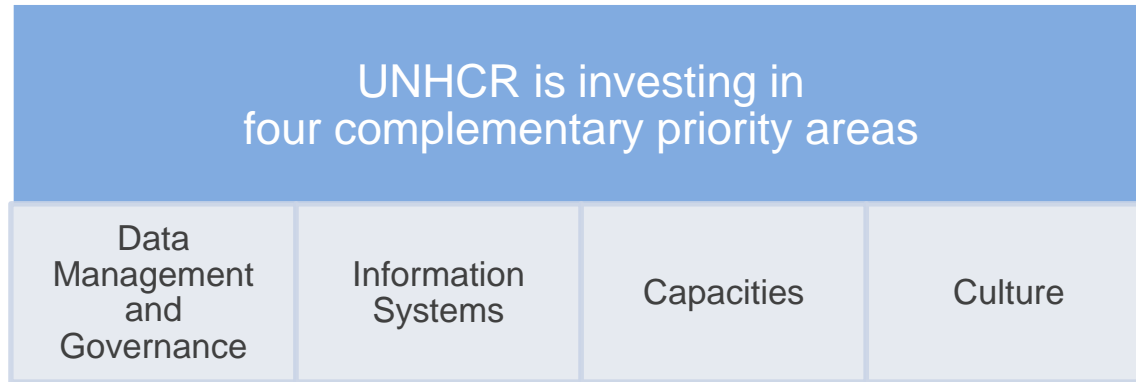 UNHCR is investing in
four complementary priority areas
Data
Management
and
Governance
Information
Systems
Capacities
Culture